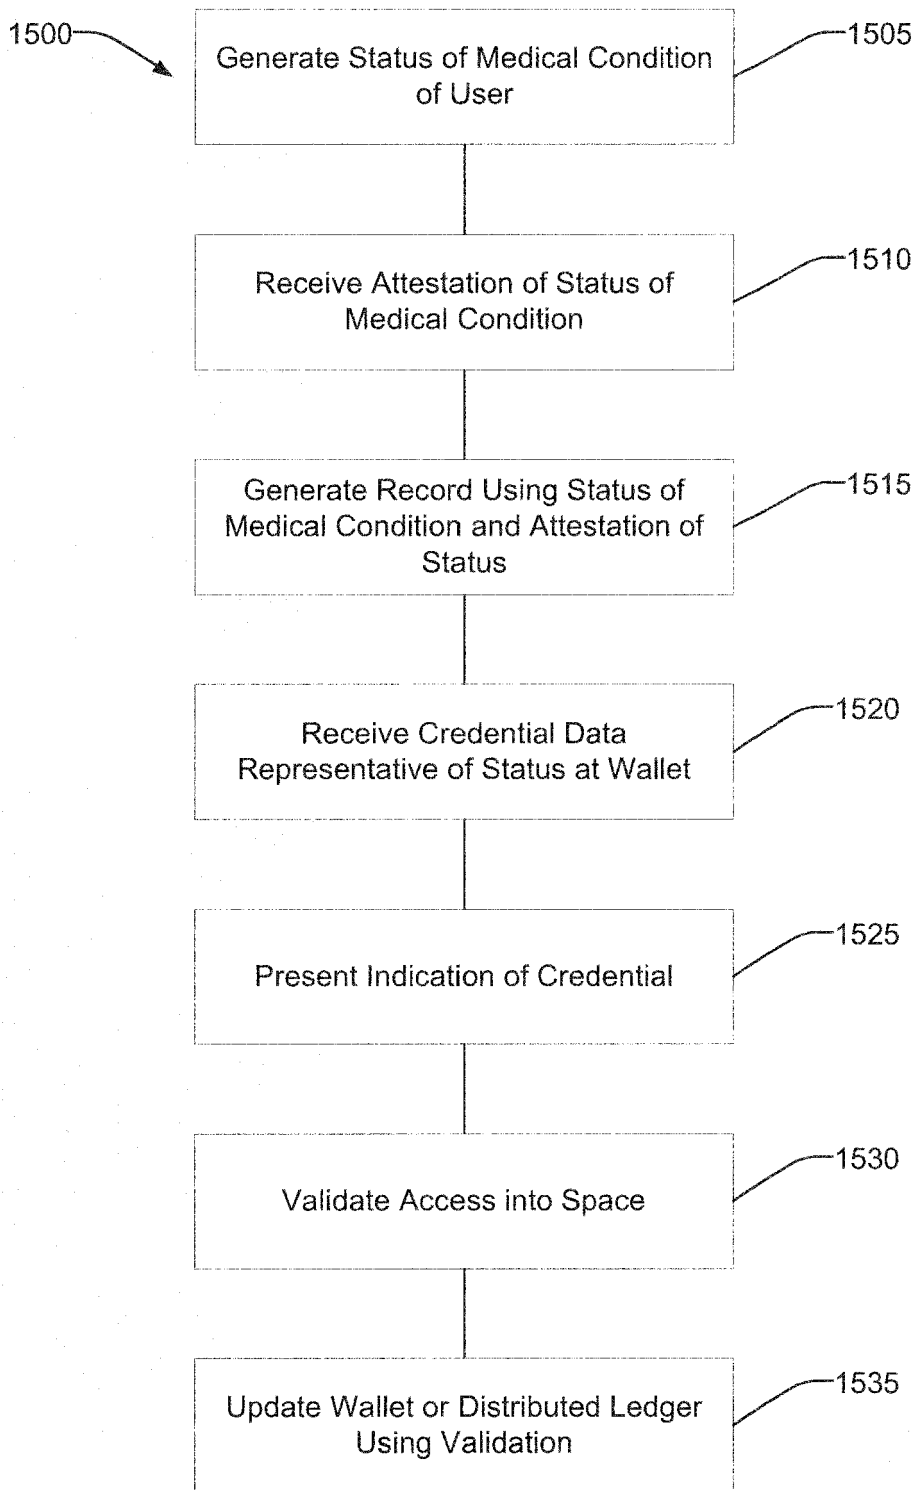 1500
Generate Status of Medical Condition
of User
1505
Receive Attestation of Status of
Medical Condition
1510
Generate Record Using Status of
Medical Condition and Attestation of
Status
1515
Receive Credential Data
Representative of Status at Wallet
1520
Present Indication of Credential
1525
Validate Access into Space
1530
Update Wallet or Distributed Ledger
Using Validation
1535